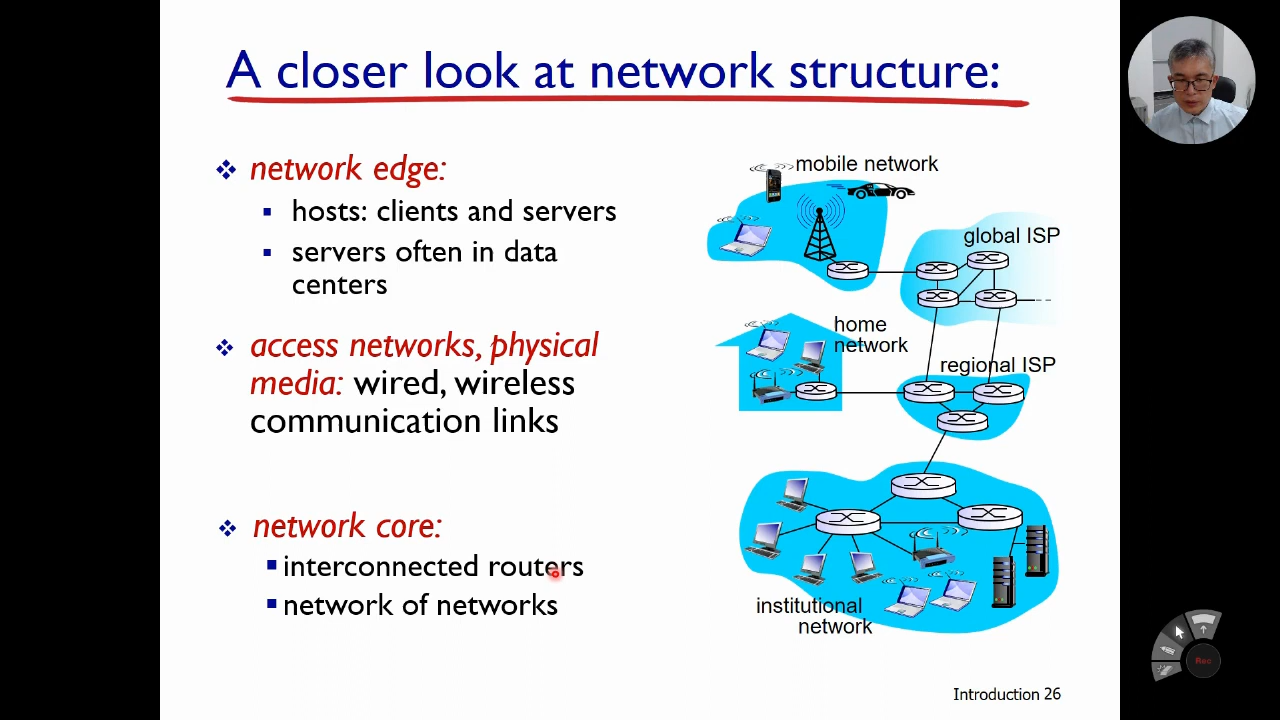 A closer look at network structure:
network edge:
hosts: clients and servers
servers often in data
centers
access networks, physical
media: wired, wireless
communication links
network core:
interconnected routers
network of networks
mobile network
global ISP
home
network
regional ISP
institutional
network
Introduction 26
Rec